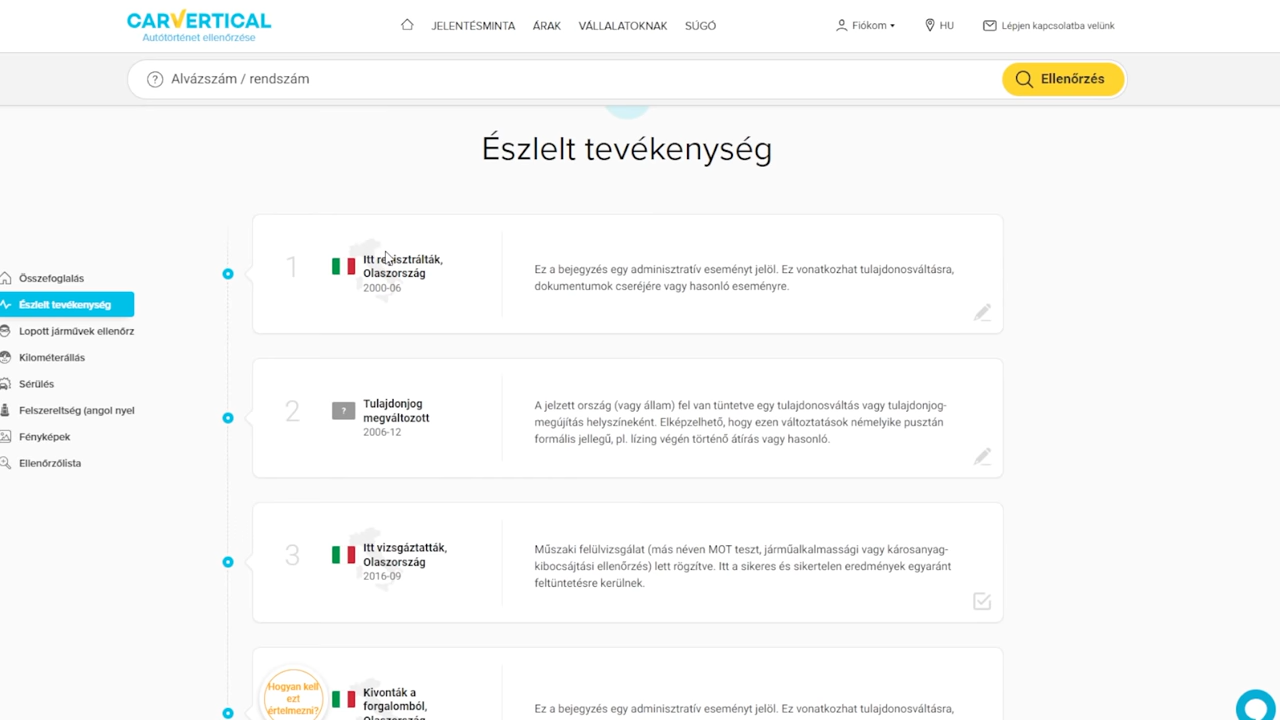 CARVERTICAL
Autótörténet ellenőrzése
JELENTÉSMINTA
ÁRAK
VÁLLALATOKNAK
SÚGÓ
Fiókom
HU
Lépjen kapcsolatba velünk
? Alvázszám / rendszám
Ellenőrzés
Észlelt tevékenység
Összefoglalás
Észlelt tevékenység
Lopott járművek ellenőrz
Kilométerállás
Sérülés
Felszereltség (angol nyel
Fényképek
Ellenőrzőlista
1
Itt regisztrálták,
Olaszország
2000-06
Ez a bejegyzés egy adminisztratív eseményt jelöl. Ez vonatkozhat tulajdonosváltásra,
dokumentumok cseréjére vagy hasonló eseményre.
2
?
Tulajdonjog
megváltozott
2006-12
A jelzett ország (vagy állam) fel van tüntetve egy tulajdonosváltás vagy tulajdonjog-
megújítás helyszíneként. Elképzelhető, hogy ezen változtatások némelyike pusztán
formális jellegű, pl. lízing végén történő átírás vagy hasonló.
3
Itt vizsgáztatták,
Olaszország
2016-09
Műszaki felülvizsgálat (más néven MOT teszt, járműalkalmassági vagy károsanyag-
kibocsájtási ellenőrzés) lett rögzítve. Itt a sikeres és sikertelen eredmények egyaránt
feltüntetésre kerülnek.
Hogyan kell
ezt
értelmezni?
Kivonták a
forgalomból,
Olaszország
Ez a bejegyzés egy adminisztratív eseményt jelöl. Ez vonatkozhat tulajdonosváltásra,